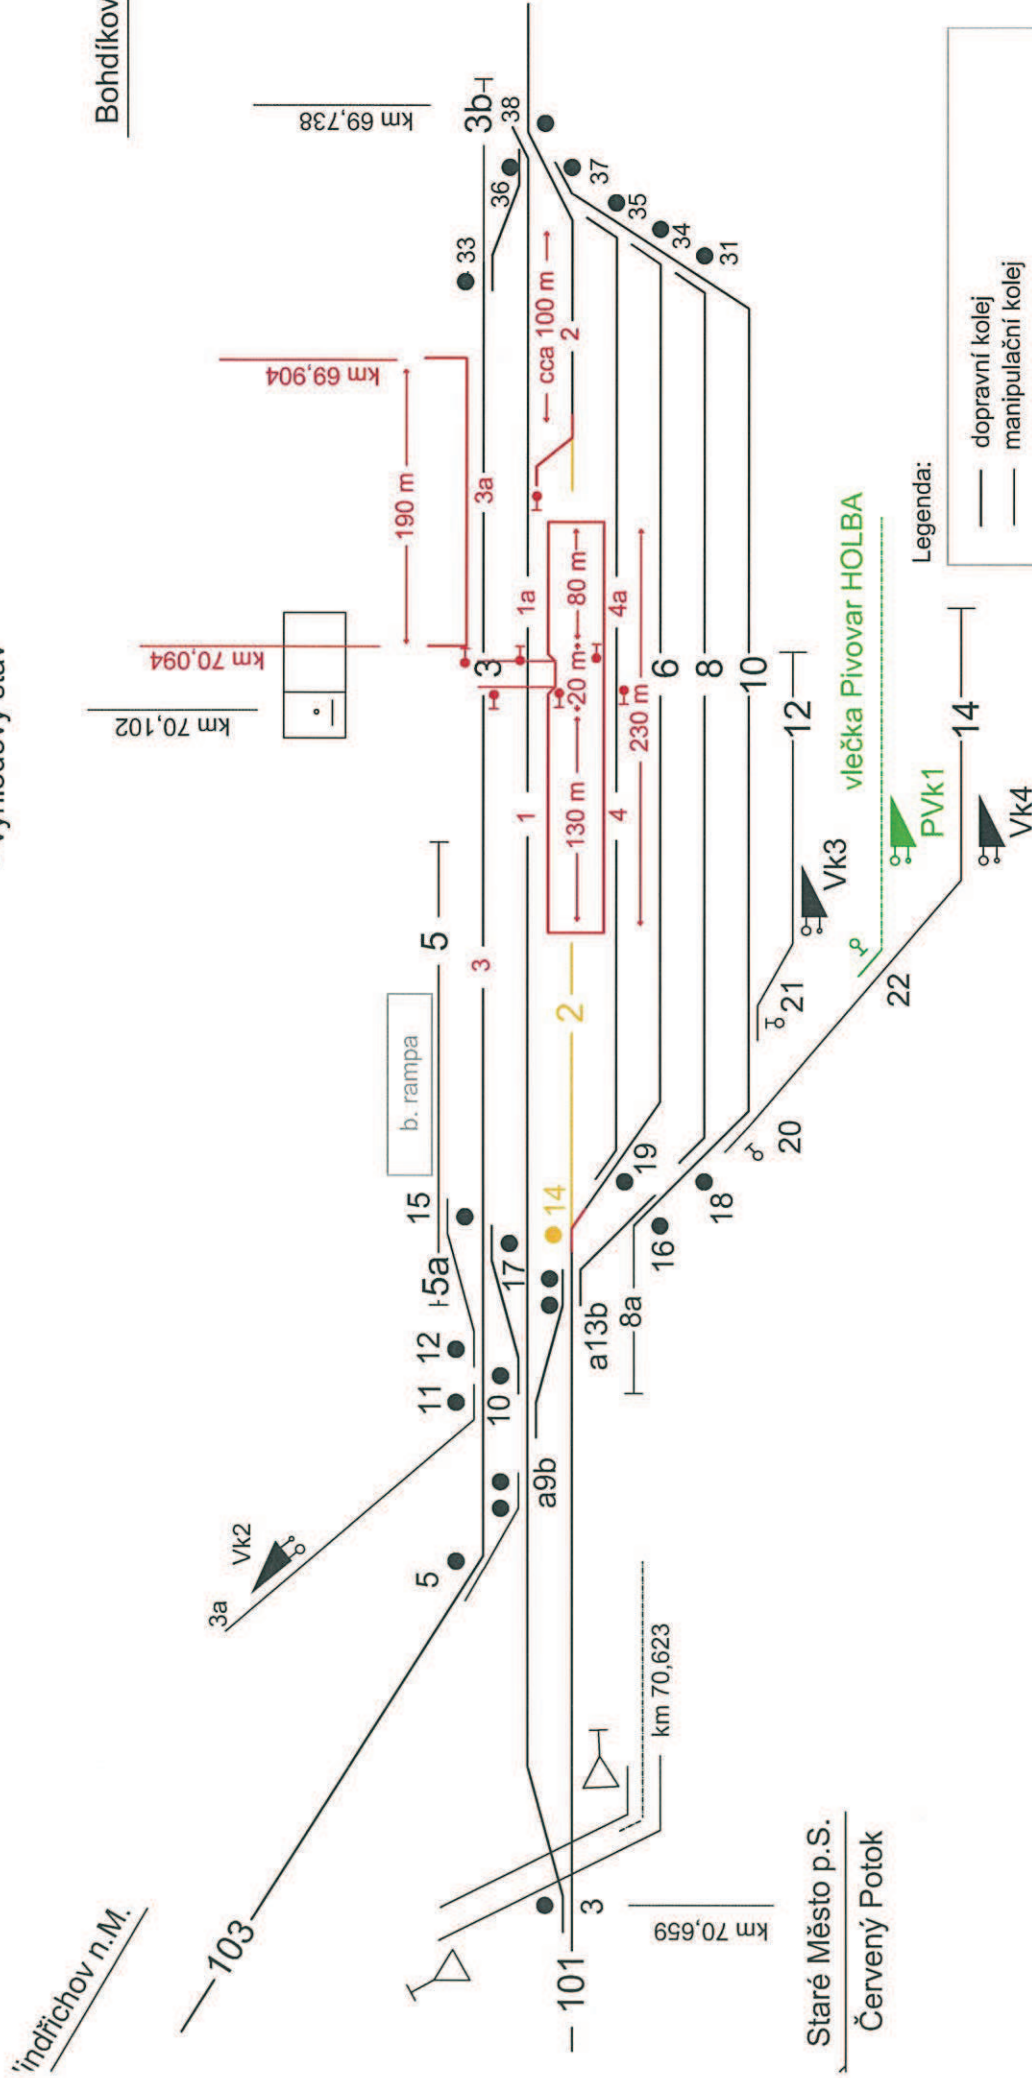 Bohdíkov
km 69,738
3b
38
36
33
37
35
34
31
km 69,904
190 m
3a
cca 100 m
2
km 70,094
km 70,102
3
1a
80 m
20 m
130 m
230 m
4a
6
8
10
12
14
vlečka Pivovar HOLBA
PVk1
Vk4
Vk3
Legenda:
dopravní kolej
manipulační kolej
1
4
5
3
b. rampa
2
21
22
20
15
5a
17
14
19
18
16
a13b
8a
12
11
10
a9b
5
Vk2
3a
km 70,623
3
km 70,659
103
101
Staré Město p.S.
Červený Potok